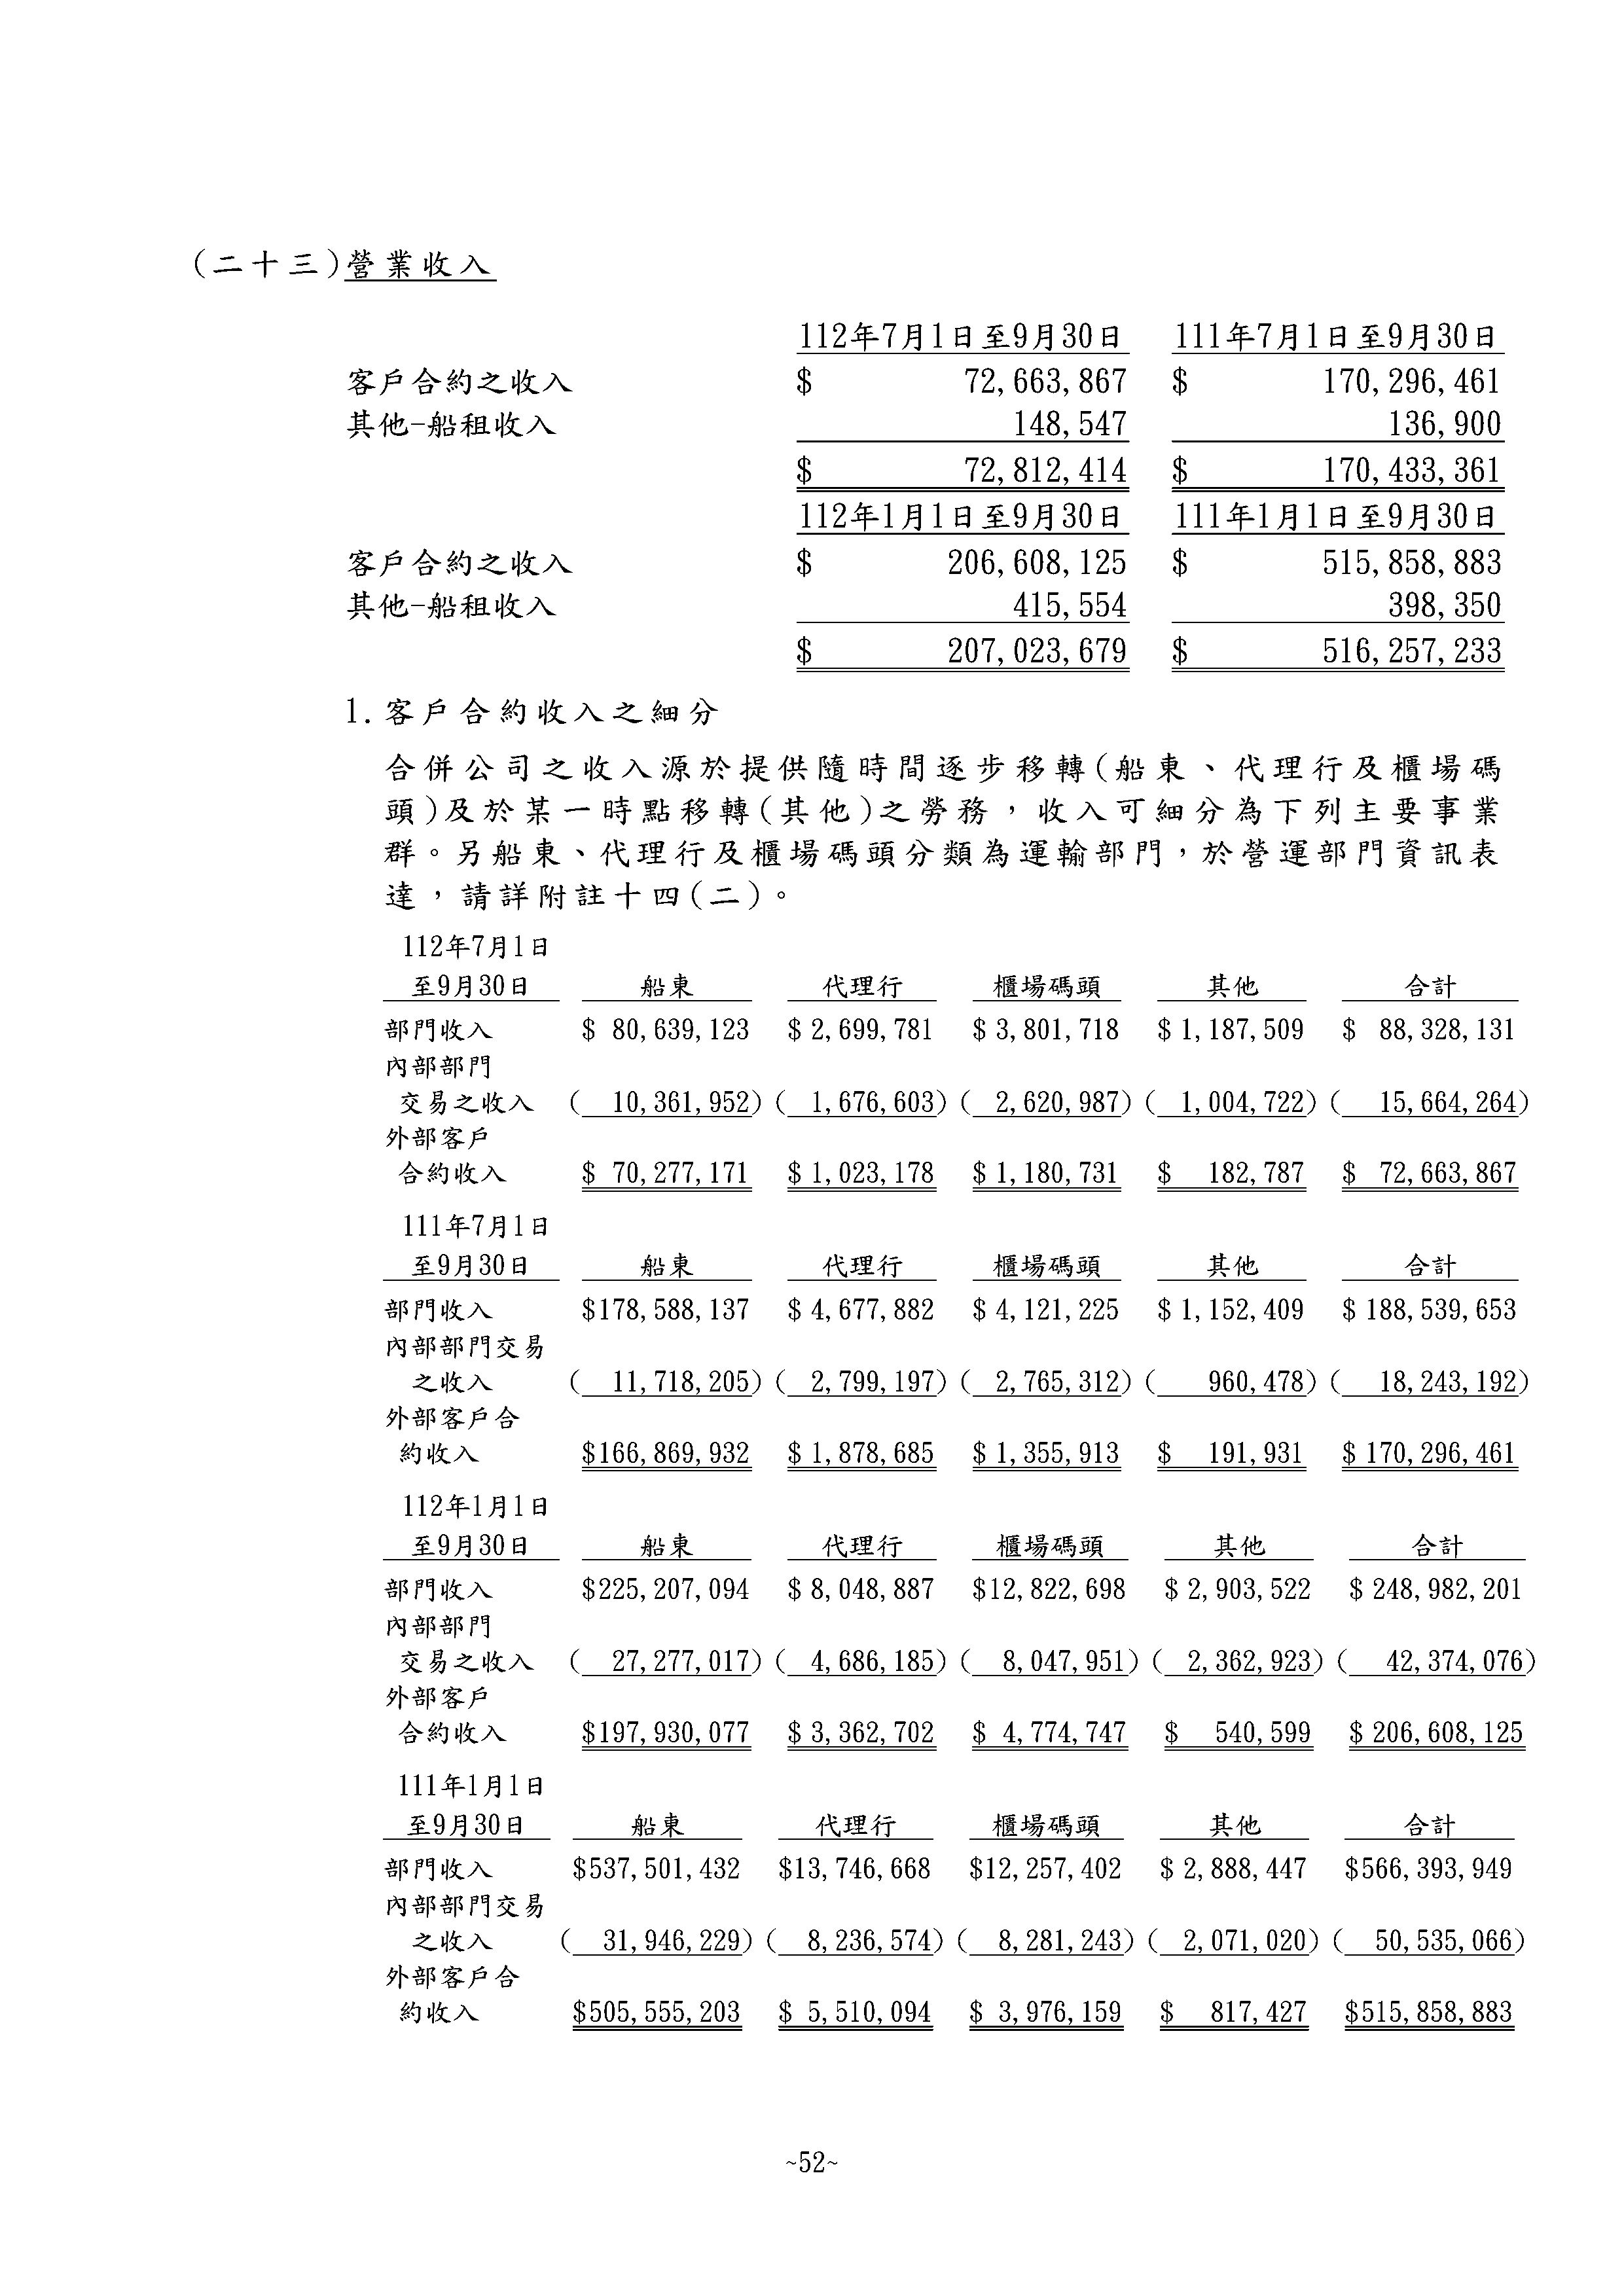 (二十三)營業收入
112年7月1日至9月30日 111年7月1日至9月30日
客戶合約之收入 $ 72,663,867 $ 170,296,461
其他-船租收入 148,547 136,900
$ 72,812,414 $ 170,433,361
112年1月1日至9月30日 111年1月1日至9月30日
客戶合約之收入 $ 206,608,125 $ 515,858,883
其他-船租收入 415,554 398,350
$ 207,023,679 $ 516,257,233
1.客戶合約收入之細分
合併公司之收入源於提供隨時間逐步移轉(船東、代理行及櫃場碼
頭)及於某一時點移轉(其他)之勞務，收入可細分為下列主要事業
群。另船東、代理行及櫃場碼頭分類為運輸部門，於營運部門資訊表
達，請詳附註十四(二)。
112年7月1日
至9月30日 船東 代理行 櫃場碼頭 其他 合計
部門收入 $ 80,639,123 $ 2,699,781 $ 3,801,718 $ 1,187,509 $ 88,328,131
內部部門
交易之收入 ( 10,361,952) ( 1,676,603) ( 2,620,987) ( 1,004,722) ( 15,664,264)
外部客戶
合約收入 $ 70,277,171 $ 1,023,178 $ 1,180,731 $ 182,787 $ 72,663,867
111年7月1日
至9月30日 船東 代理行 櫃場碼頭 其他 合計
部門收入 $178,588,137 $ 4,677,882 $ 4,121,225 $ 1,152,409 $ 188,539,653
內部部門交易
之收入 ( 11,718,205) ( 2,799,197) ( 2,765,312) ( 960,478) ( 18,243,192)
外部客戶合
約收入 $166,869,932 $ 1,878,685 $ 1,355,913 $ 191,931 $ 170,296,461
112年1月1日
至9月30日 船東 代理行 櫃場碼頭 其他 合計
部門收入 $225,207,094 $ 8,048,887 $12,822,698 $ 2,903,522 $ 248,982,201
內部部門
交易之收入 ( 27,277,017) ( 4,686,185) ( 8,047,951) ( 2,362,923) ( 42,374,076)
外部客戶
合約收入 $197,930,077 $ 3,362,702 $ 4,774,747 $ 540,599 $ 206,608,125
111年1月1日
至9月30日 船東 代理行 櫃場碼頭 其他 合計
部門收入 $537,501,432 $13,746,668 $12,257,402 $ 2,888,447 $566,393,949
內部部門交易
之收入 ( 31,946,229) ( 8,236,574) ( 8,281,243) ( 2,071,020) ( 50,535,066)
外部客戶合
約收入 $505,555,203 $ 5,510,094 $ 3,976,159 $ 817,427 $515,858,883
~52~